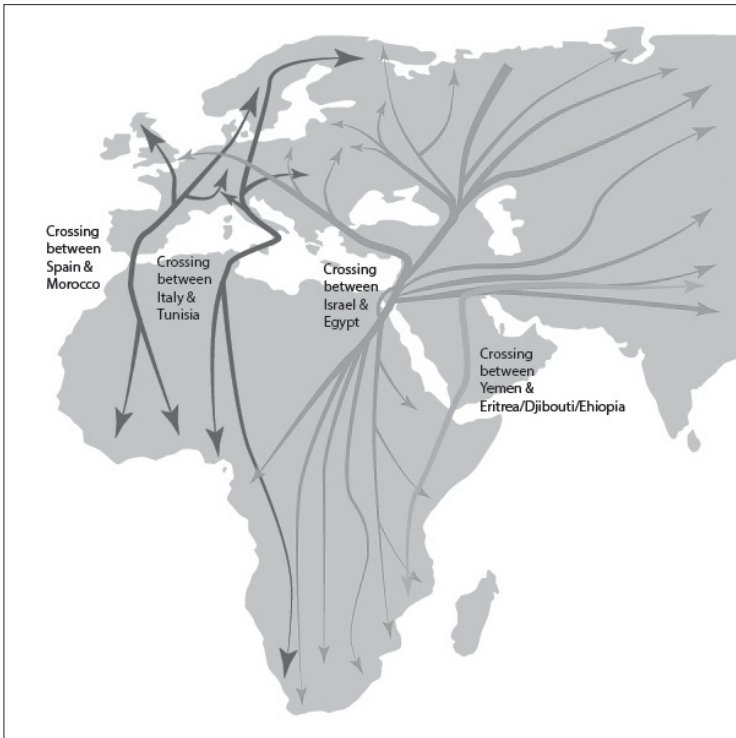 Crossing
between
Spain &
Morocco
Crossing
between
Italy &
Tunisia
Crossing
between
Israel &
Egypt
Crossing
between
Yemen &
Eritrea/Djibouti/Ehiopia